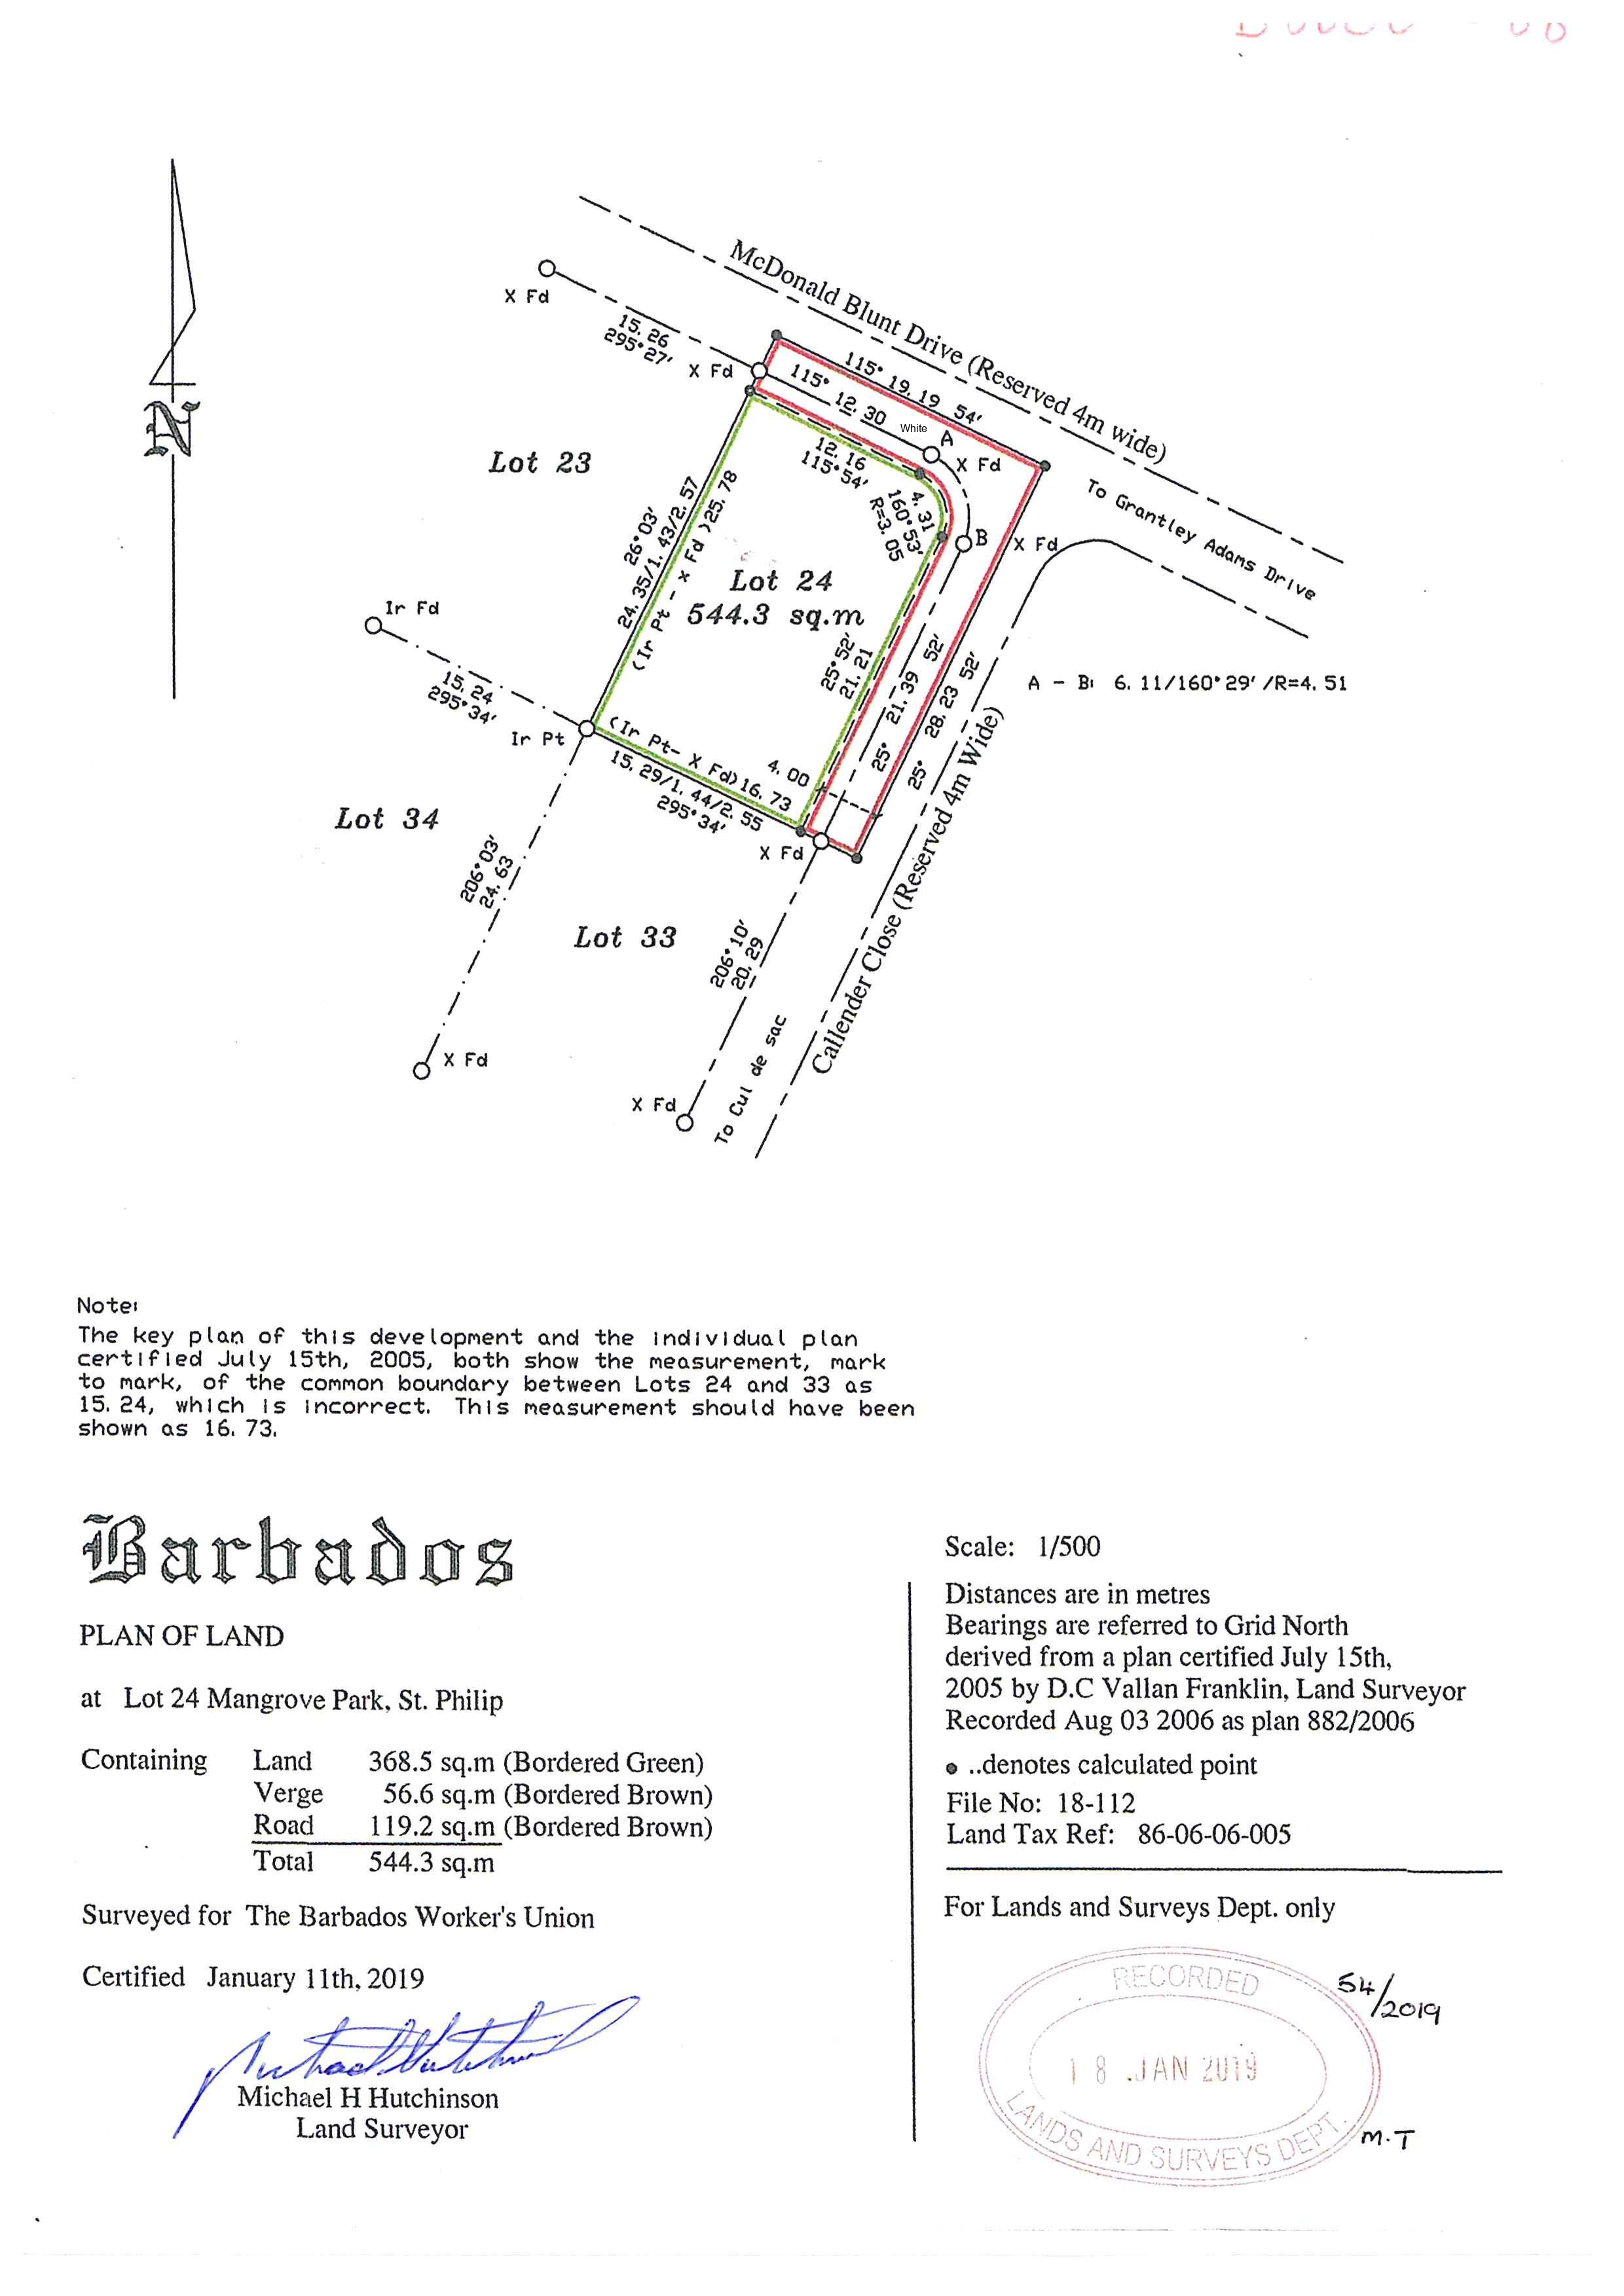 McDonald Blunt Drive (Reserved 4m wide)
X Fd
15.26
295°27'
X Fd
115° 19.19 54'
115° 12.30
White
A
X Fd
12.16
115°54'
4.31
160°53'
R=3.05
B
X Fd
To Grantley Adams Drive
Lot 23
N
26°03'
24.35/1.43/2.57
(Ir Pt - x Fd )25.78
Lot 24
544.3 sq.m
25°52'
21.21
25° 21.39 52'
25° 28.23 52'
A - B: 6.11/160°29'/R=4.51
Ir Fd
15.24
295°34'
Ir Pt
(Ir Pt- X Fd)16.73
15.29/1.44/2.55
295°34'
4.00
X Fd
Lot 34
206°03'
24.63
Lot 33
206°10'
20.29
Callender Close (Reserved 4m Wide)
To Cul de sac
X Fd
X Fd
Note:
The key plan of this development and the individual plan
certified July 15th, 2005, both show the measurement, mark
to mark, of the common boundary between Lots 24 and 33 as
15.24, which is incorrect. This measurement should have been
shown as 16.73.
Barbados
PLAN OF LAND
at Lot 24 Mangrove Park, St. Philip
Containing Land 368.5 sq.m (Bordered Green)
Verge 56.6 sq.m (Bordered Brown)
Road 119.2 sq.m (Bordered Brown)
Total 544.3 sq.m
Surveyed for The Barbados Worker's Union
Certified January 11th, 2019
Michael H Hutchinson
Land Surveyor
Scale: 1/500
Distances are in metres
Bearings are referred to Grid North
derived from a plan certified July 15th,
2005 by D.C Vallan Franklin, Land Surveyor
Recorded Aug 03 2006 as plan 882/2006
..denotes calculated point
File No: 18-112
Land Tax Ref: 86-06-06-005
For Lands and Surveys Dept. only
RECORDED
18 JAN 2019
LANDS AND SURVEYS DEPT.
54/2019
M.T